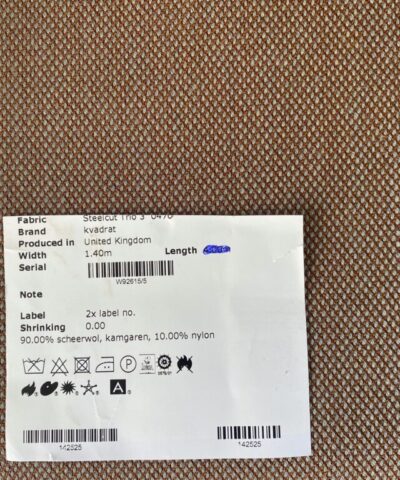 Fabric Steelcut Trio 3 0470
Brand kvadrat
Produced in United Kingdom
Width 1.40m Length
Serial
W92615/5
Note
Label 2x label no.
Shrinking 0.00
90.00% scheerwol, kamgaren, 10.00% nylon
P
A
142525 142525